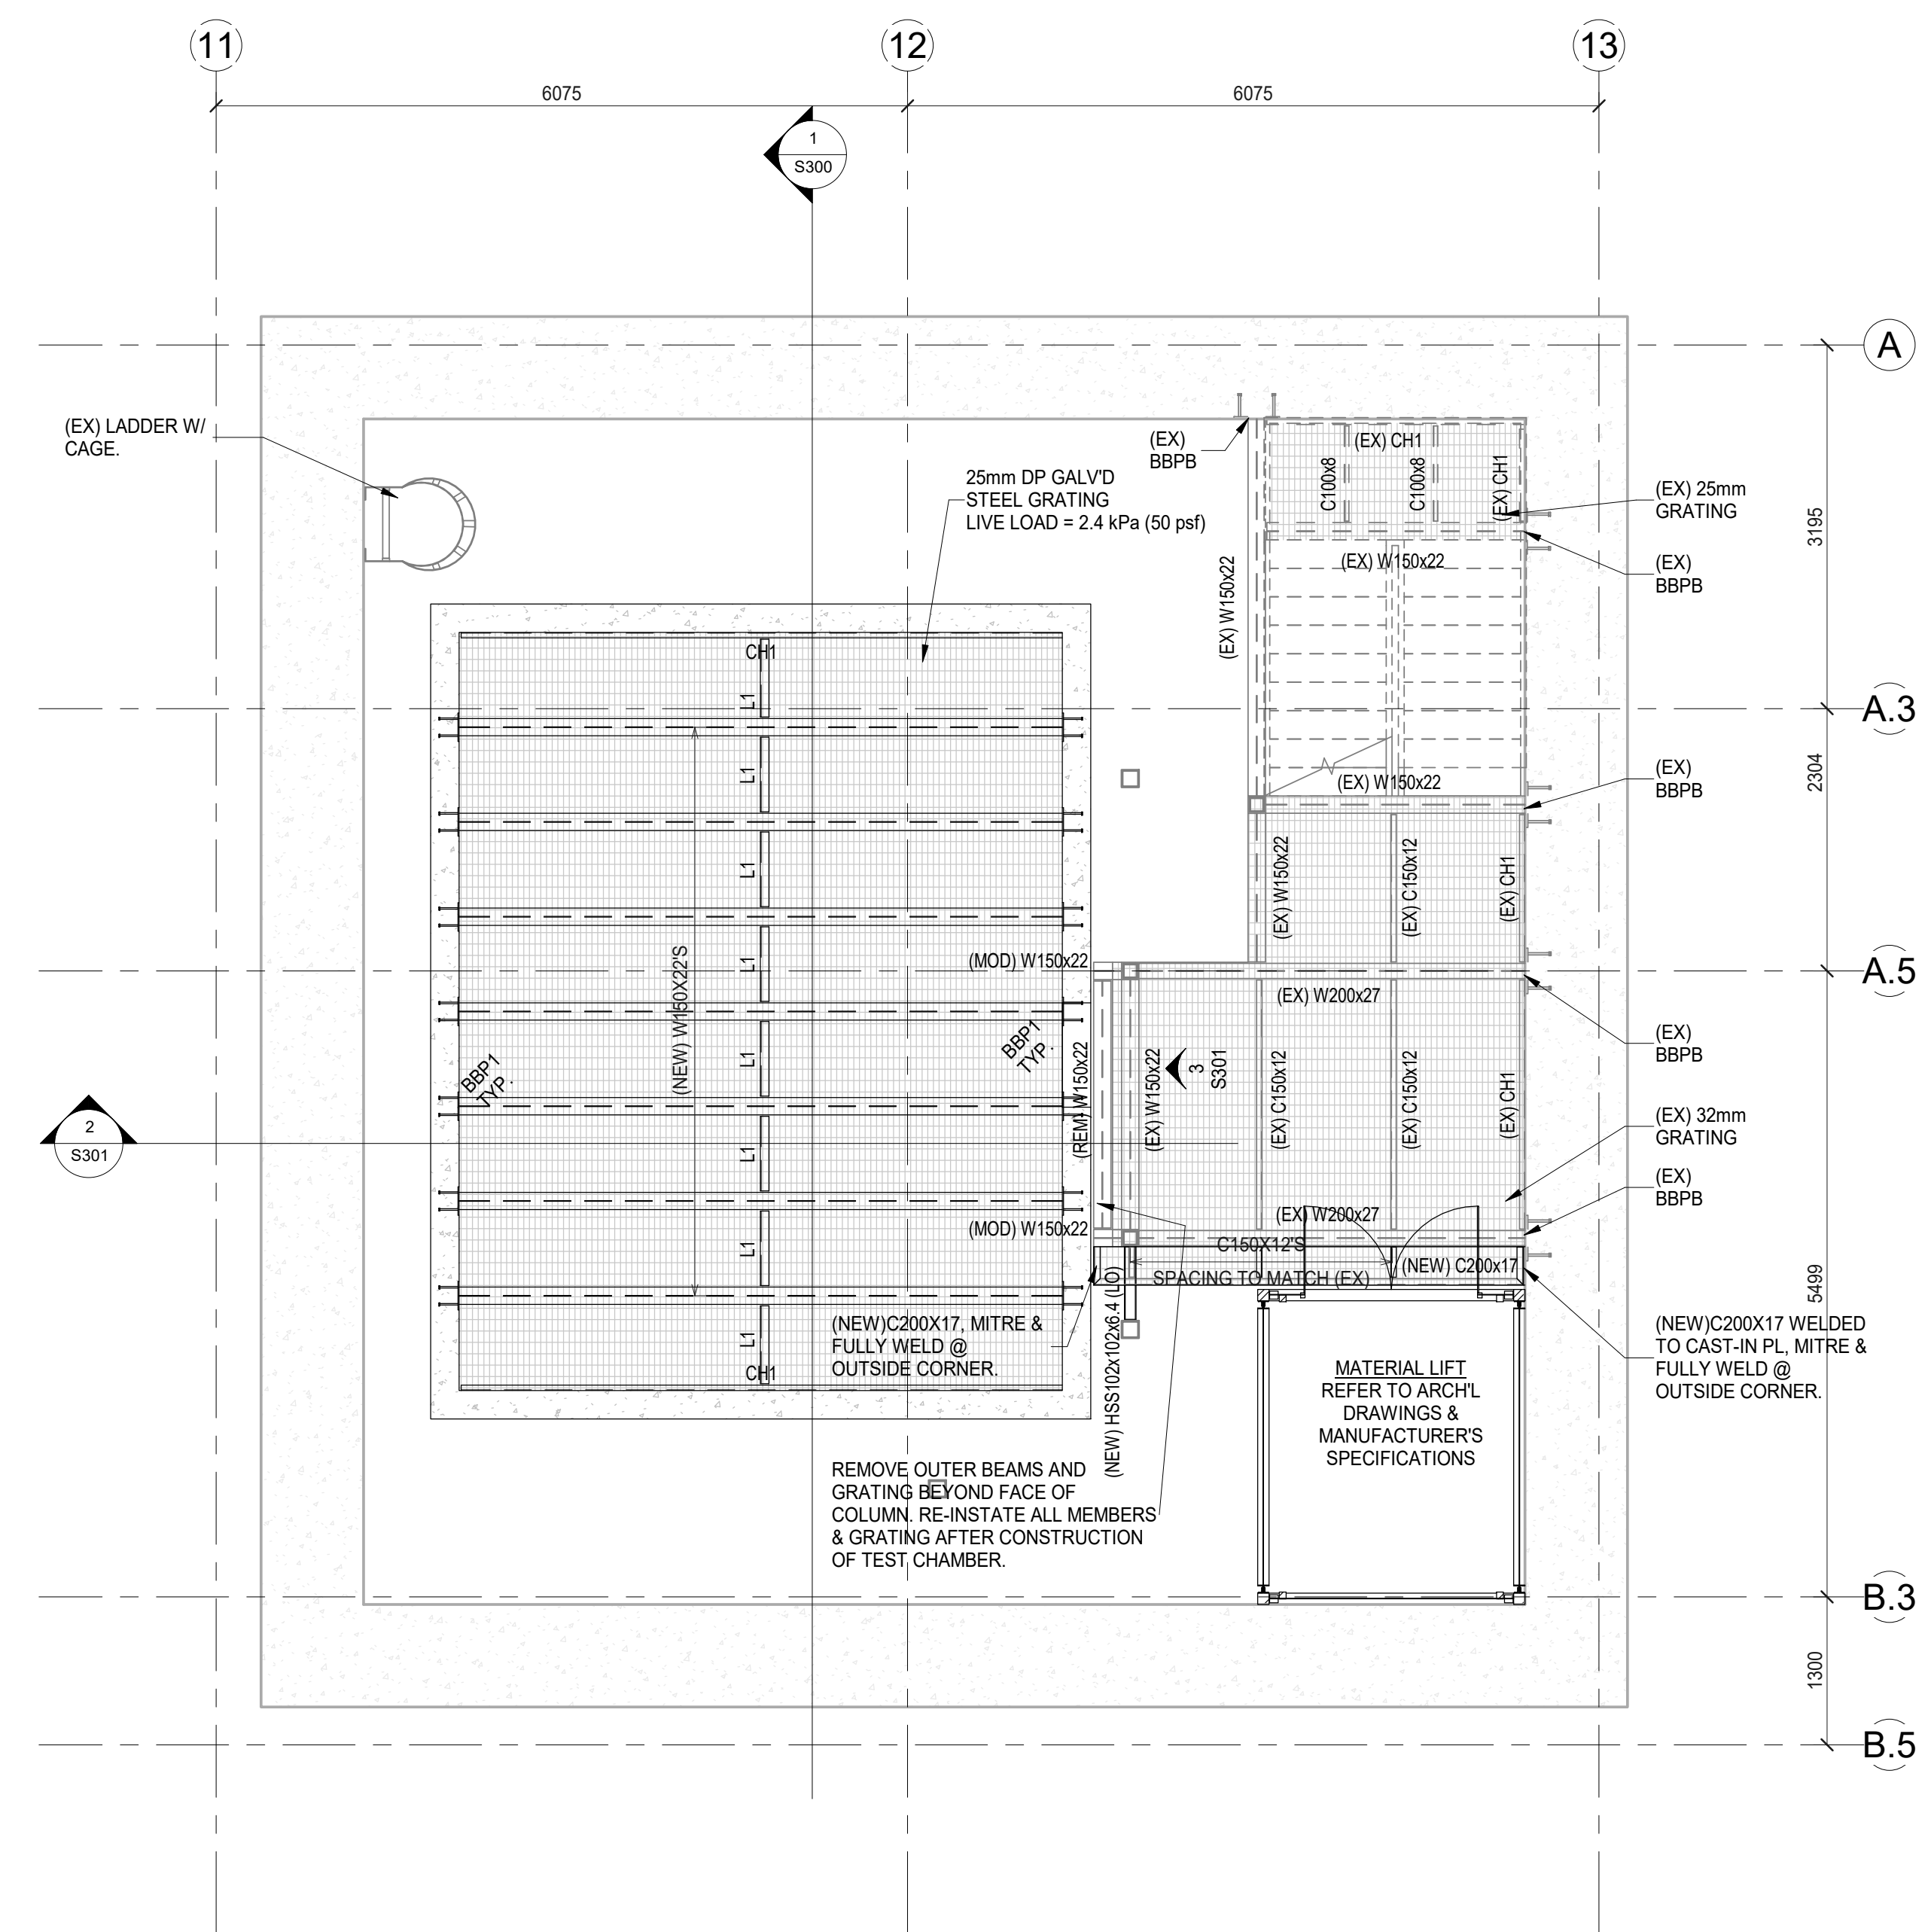 11
12
13
6075
6075
1
S300
A
(EX) LADDER W/
CAGE.
(EX)
BBPB
(EX) CH1
C100x8
C100x8
(EX) CH1
25mm DP GALV'D
STEEL GRATING
LIVE LOAD = 2.4 kPa (50 psf)
(EX) 25mm
GRATING
3195
(EX) W150x22
(EX)
BBPB
(EX) W150x22
CH1
L1
A.3
L1
(EX) W150x22
(EX)
BBPB
2304
L1
(EX) W150x22
(EX) C150x12
(EX) CH1
L1
(MOD) W150x22
A.5
(NEW) W150X22'S
(EX) W200x27
(EX)
BBPB
L1
BBP1
TYP.
BBP1
TYP.
(REM) W150x22
(EX) W150x22
3
S301
(EX) C150x12
(EX) C150x12
(EX) CH1
(EX) 32mm
GRATING
2
S301
L1
(EX)
BBPB
(MOD) W150x22
(EX) W200x27
L1
C150X12'S
SPACING TO MATCH (EX)
(NEW) C200x17
5499
L1
CH1
(NEW)C200X17, MITRE &
FULLY WELD @
OUTSIDE CORNER.
(NEW) HSS102x102x6.4 (LO)
(NEW)C200X17 WELDED
TO CAST-IN PL, MITRE &
FULLY WELD @
OUTSIDE CORNER.
MATERIAL LIFT
REFER TO ARCH'L
DRAWINGS &
MANUFACTURER'S
SPECIFICATIONS
REMOVE OUTER BEAMS AND
GRATING BEYOND FACE OF
COLUMN. RE-INSTATE ALL MEMBERS
& GRATING AFTER CONSTRUCTION
OF TEST CHAMBER.
B.3
1300
B.5